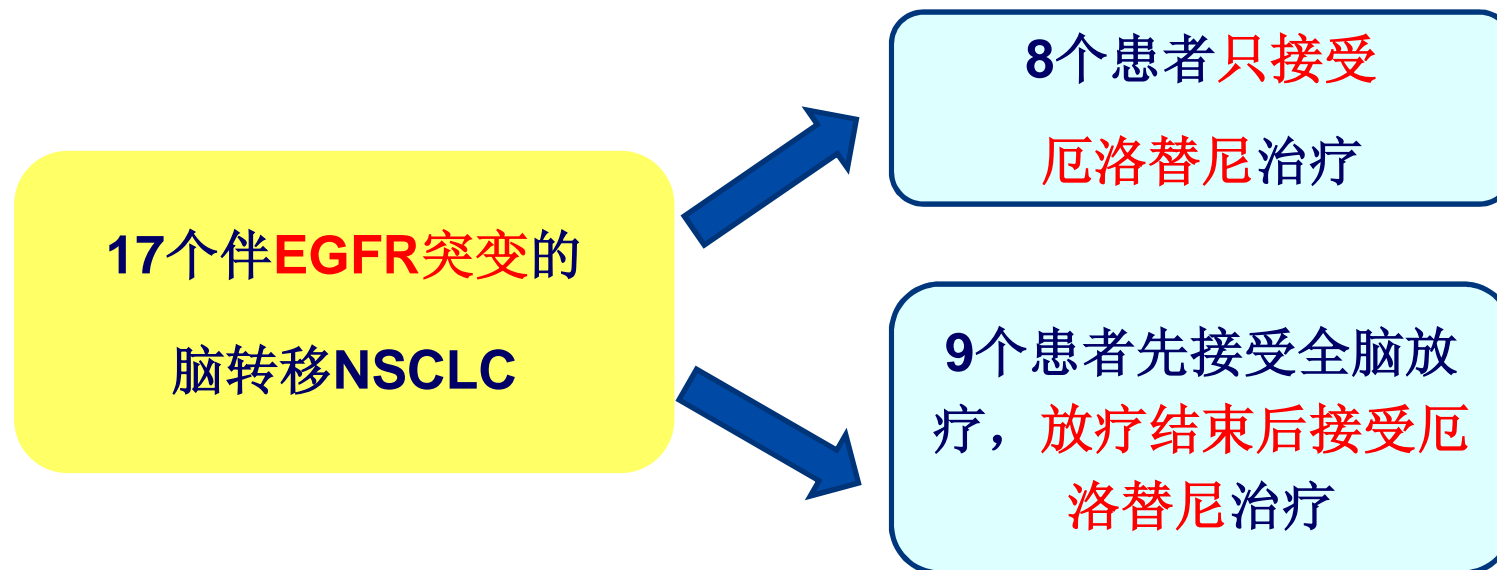 17个伴EGFR突变的
脑转移NSCLC
8个患者只接受
厄洛替尼治疗
9个患者先接受全脑放
疗，放疗结束后接受厄
洛替尼治疗